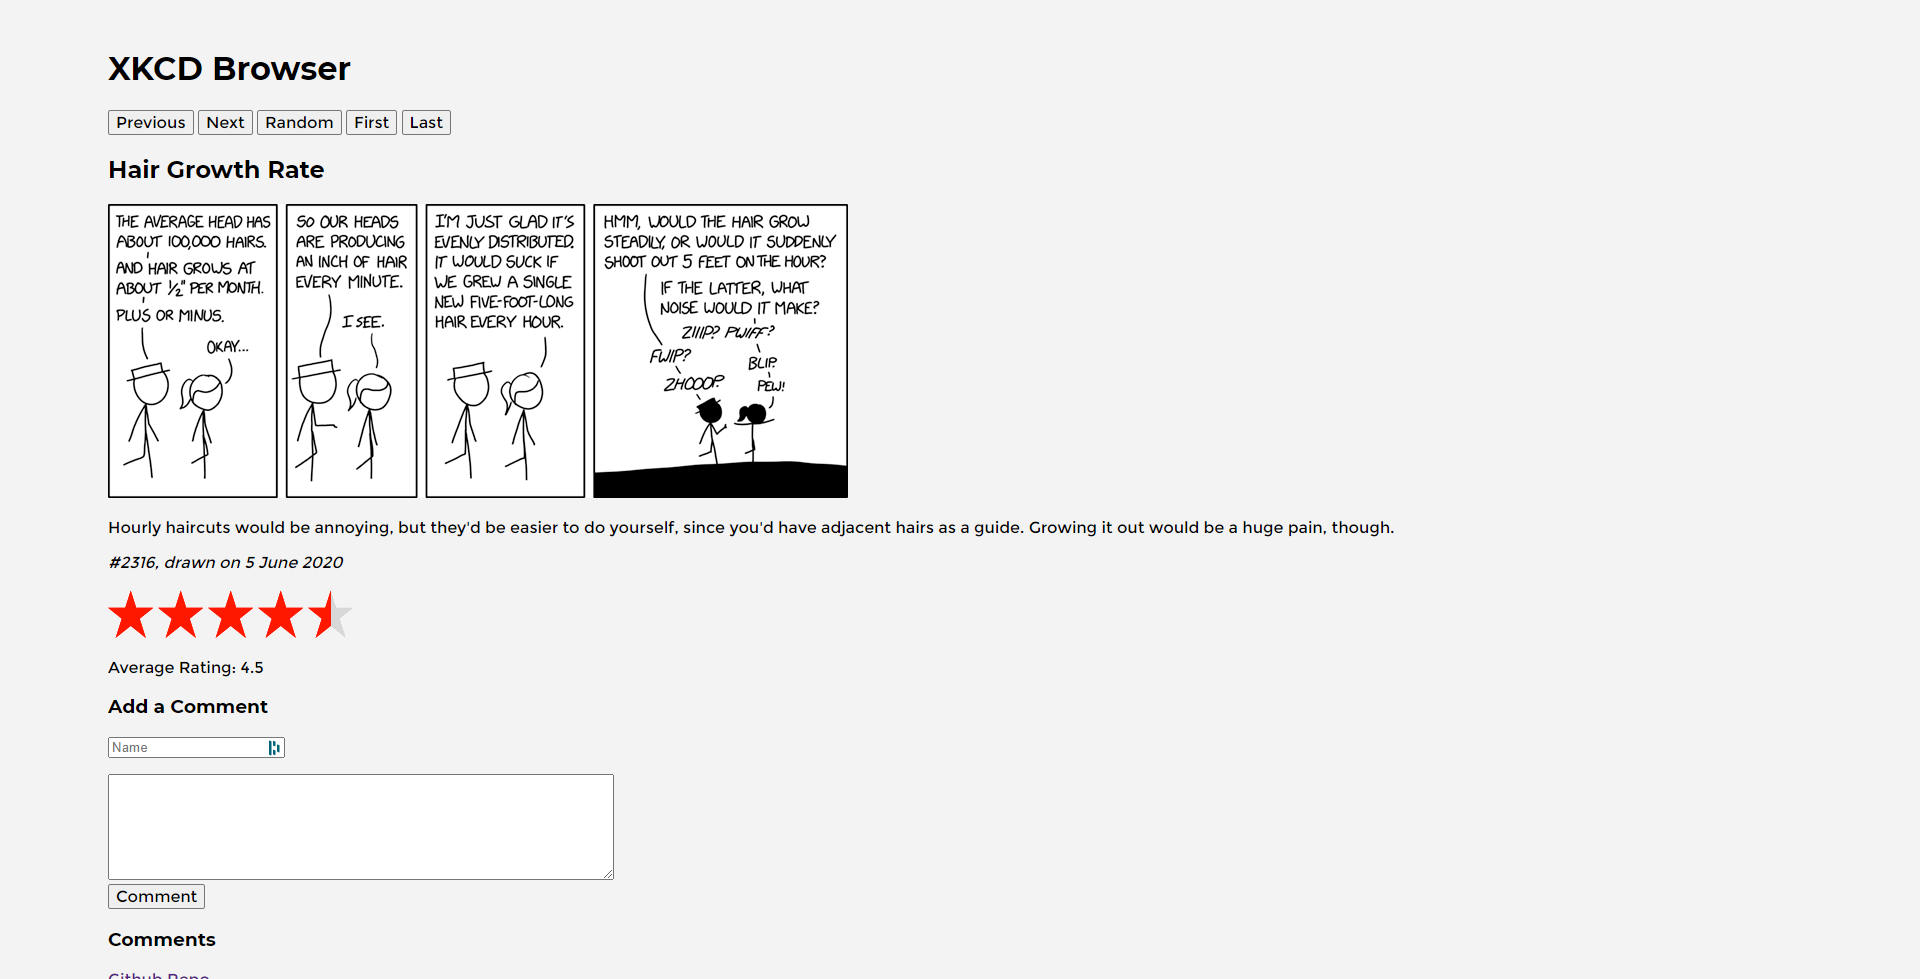 XKCD Browser
Previous Next Random First Last
Hair Growth Rate
THE AVERAGE HEAD HAS
ABOUT 100,000 HAIRS.
AND HAIR GROWS AT
ABOUT 1/2" PER MONTH.
PLUS OR MINUS.
OKAY...
SO OUR HEADS
ARE PRODUCING
AN INCH OF HAIR
EVERY MINUTE.
I SEE.
I'M JUST GLAD IT'S
EVENLY DISTRIBUTED.
IT WOULD SUCK IF
WE GREW A SINGLE
NEW FIVE-FOOT-LONG
HAIR EVERY HOUR.
HMM, WOULD THE HAIR GROW
STEADILY, OR WOULD IT SUDDENLY
SHOOT OUT 5 FEET ON THE HOUR?
IF THE LATTER, WHAT
NOISE WOULD IT MAKE?
ZIIIP? PWIFF?
FWIP?
BLIP.
ZHOOOP?
PEW!
Hourly haircuts would be annoying, but they'd be easier to do yourself, since you'd have adjacent hairs as a guide. Growing it out would be a huge pain, though.
#2316, drawn on 5 June 2020
Average Rating: 4.5
Add a Comment
Name
Comment
Comments
Github Repo